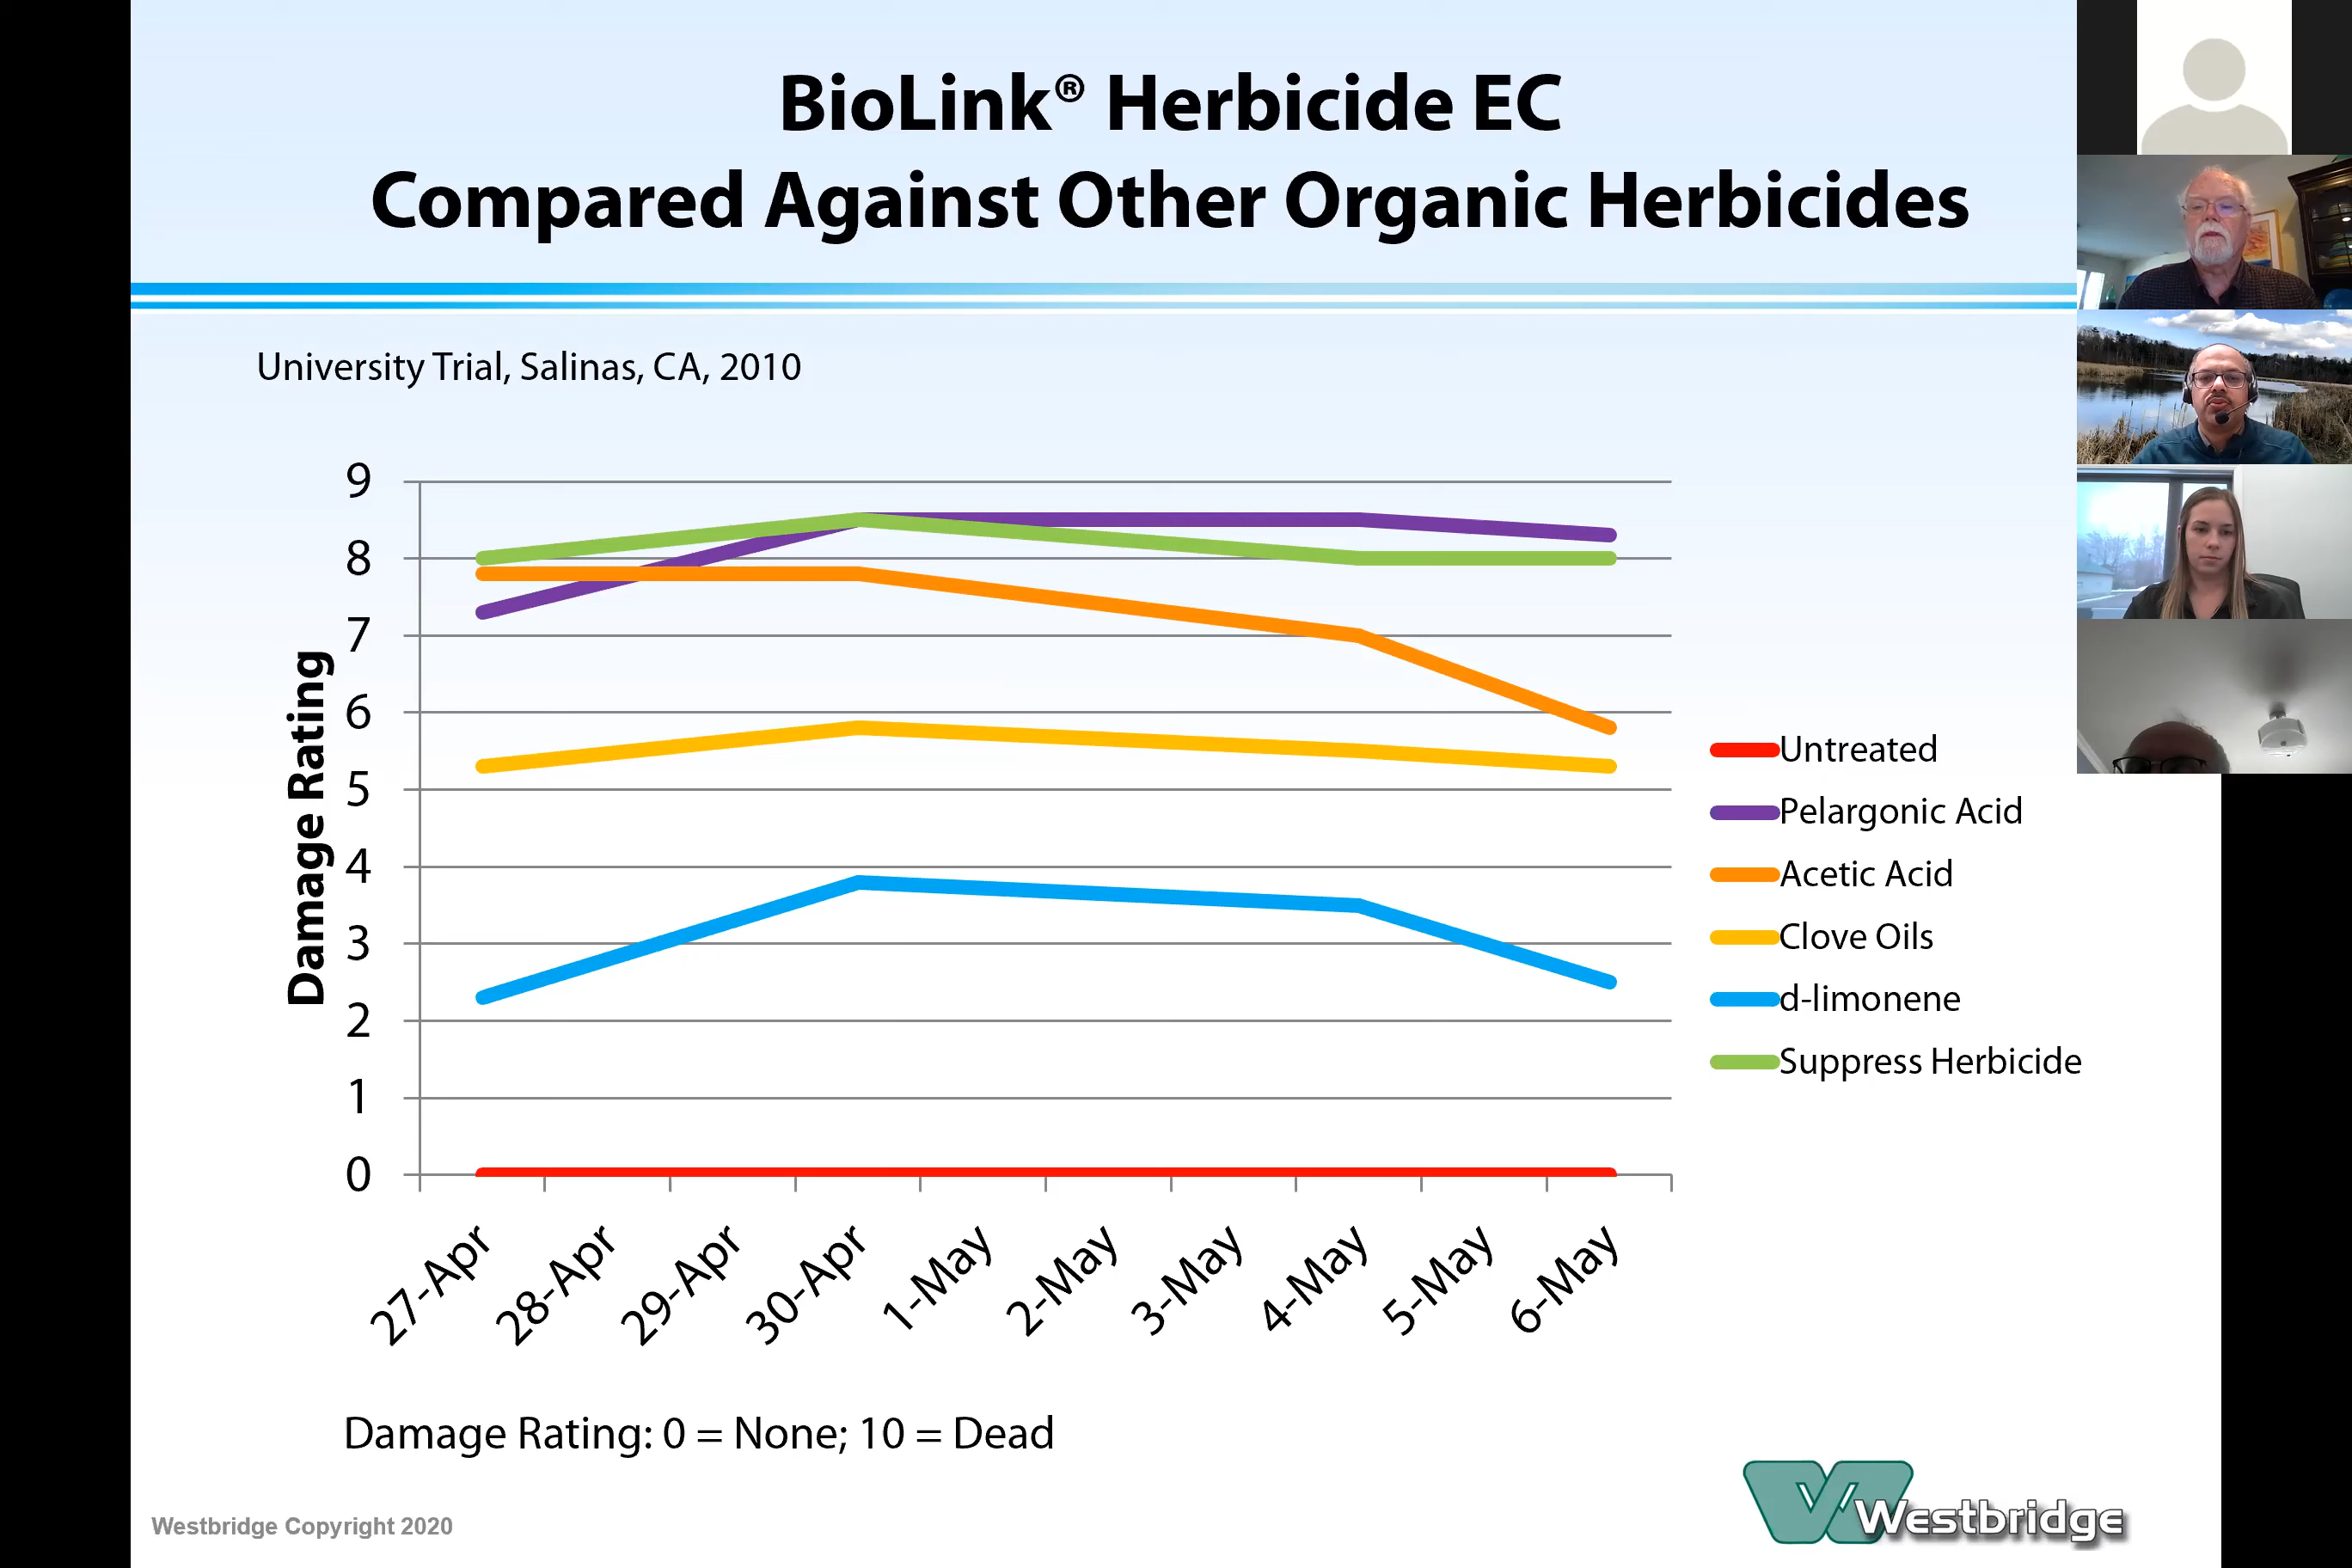 BioLink® Herbicide EC
Compared Against Other Organic Herbicides
University Trial, Salinas, CA, 2010
Damage Rating
9
8
7
6
5
4
3
2
1
0
27-Apr
28-Apr
29-Apr
30-Apr
1-May
2-May
3-May
4-May
5-May
6-May
Untreated
Pelargonic Acid
Acetic Acid
Clove Oils
d-limonene
Suppress Herbicide
Damage Rating: 0 = None; 10 = Dead
Westbridge Copyright 2020
Westbridge